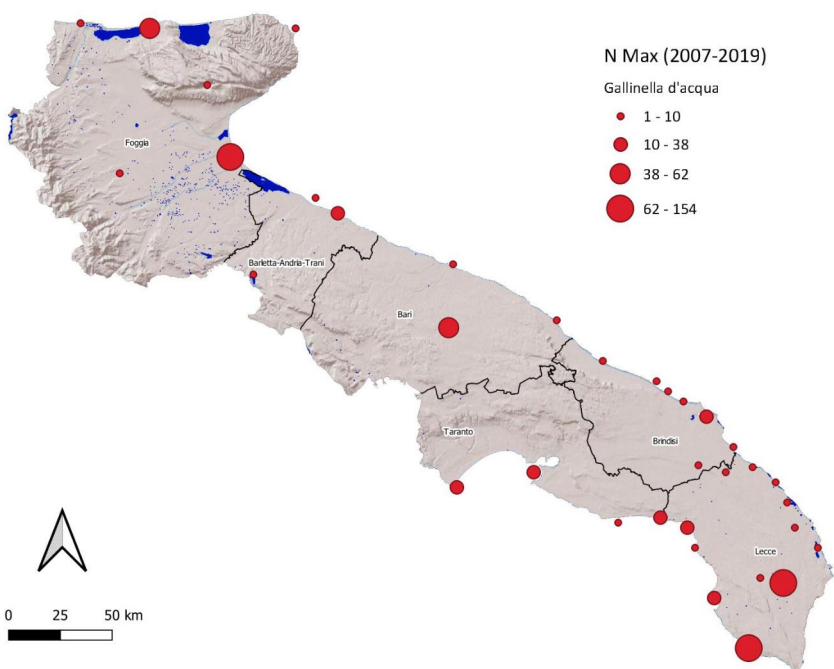 N Max (2007-2019)
Gallinella d'acqua
1 - 10
10 - 38
38 - 62
62 - 154
Foggia
Barletta-Andria-Trani
Bari
Taranto
Brindisi
Lecce
0 25 50 km